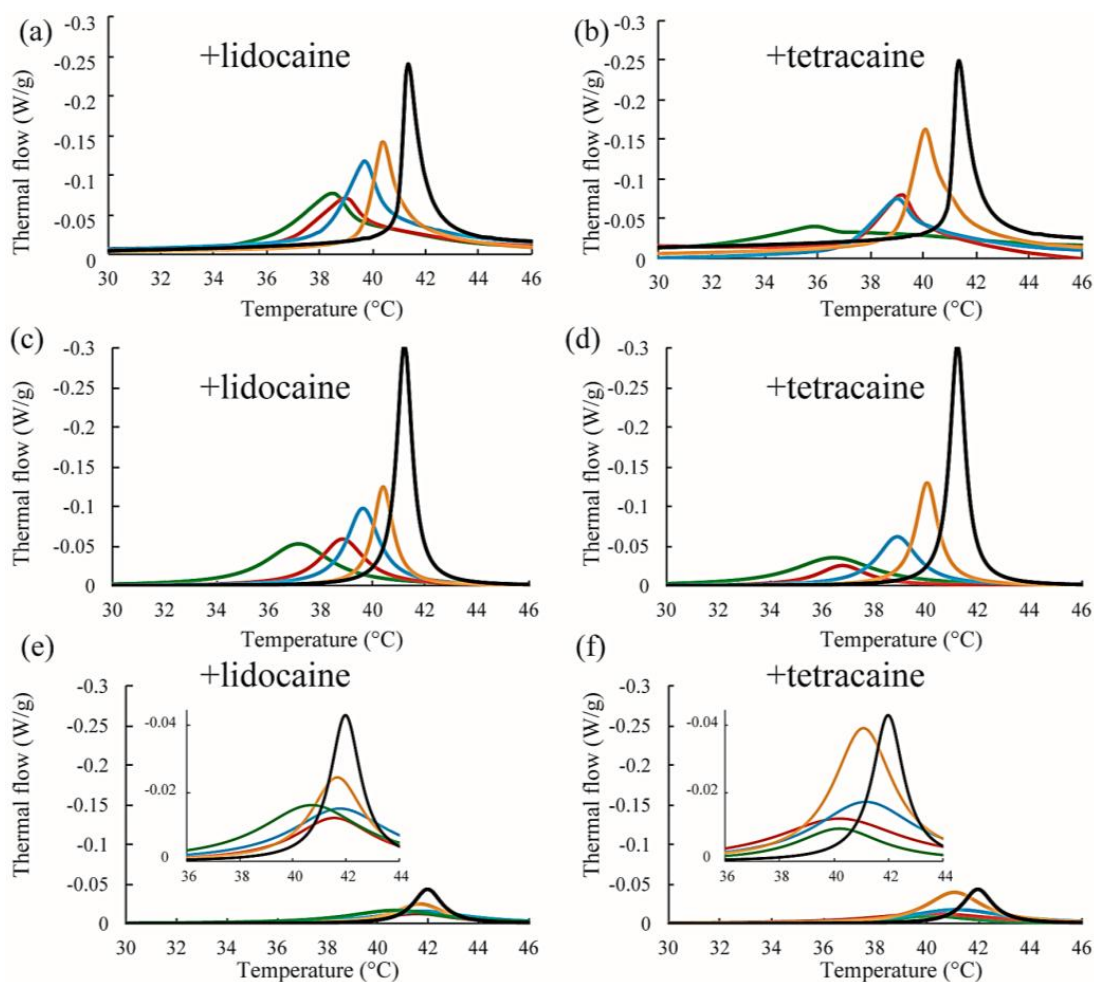 (a)
+lidocaine
Thermal flow (W/g)
-0.3
-0.25
-0.2
-0.15
-0.1
-0.05
0
30 32 34 36 38 40 42 44 46
Temperature (°C)
(b)
+tetracaine
Thermal flow (W/g)
-0.3
-0.25
-0.2
-0.15
-0.1
-0.05
0
30 32 34 36 38 40 42 44 46
Temperature (°C)
(c)
+lidocaine
Thermal flow (W/g)
-0.3
-0.25
-0.2
-0.15
-0.1
-0.05
0
30 32 34 36 38 40 42 44 46
Temperature (°C)
(d)
+tetracaine
Thermal flow (W/g)
-0.3
-0.25
-0.2
-0.15
-0.1
-0.05
0
30 32 34 36 38 40 42 44 46
Temperature (°C)
(e)
+lidocaine
Thermal flow (W/g)
-0.3
-0.25
-0.2
-0.15
-0.1
-0.05
0
-0.04
-0.02
0
36 38 40 42 44
30 32 34 36 38 40 42 44 46
Temperature (°C)
(f)
+tetracaine
Thermal flow (W/g)
-0.3
-0.25
-0.2
-0.15
-0.1
-0.05
0
-0.04
-0.02
0
36 38 40 42 44
30 32 34 36 38 40 42 44 46
Temperature (°C)